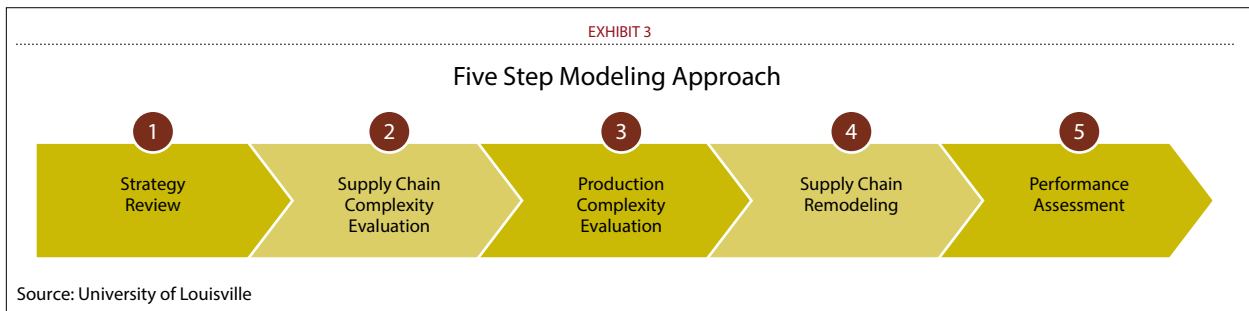 EXHIBIT 3
Five Step Modeling Approach
1
Strategy
Review
2
Supply Chain
Complexity
Evaluation
3
Production
Complexity
Evaluation
4
Supply Chain
Remodeling
5
Performance
Assessment
Source: University of Louisville